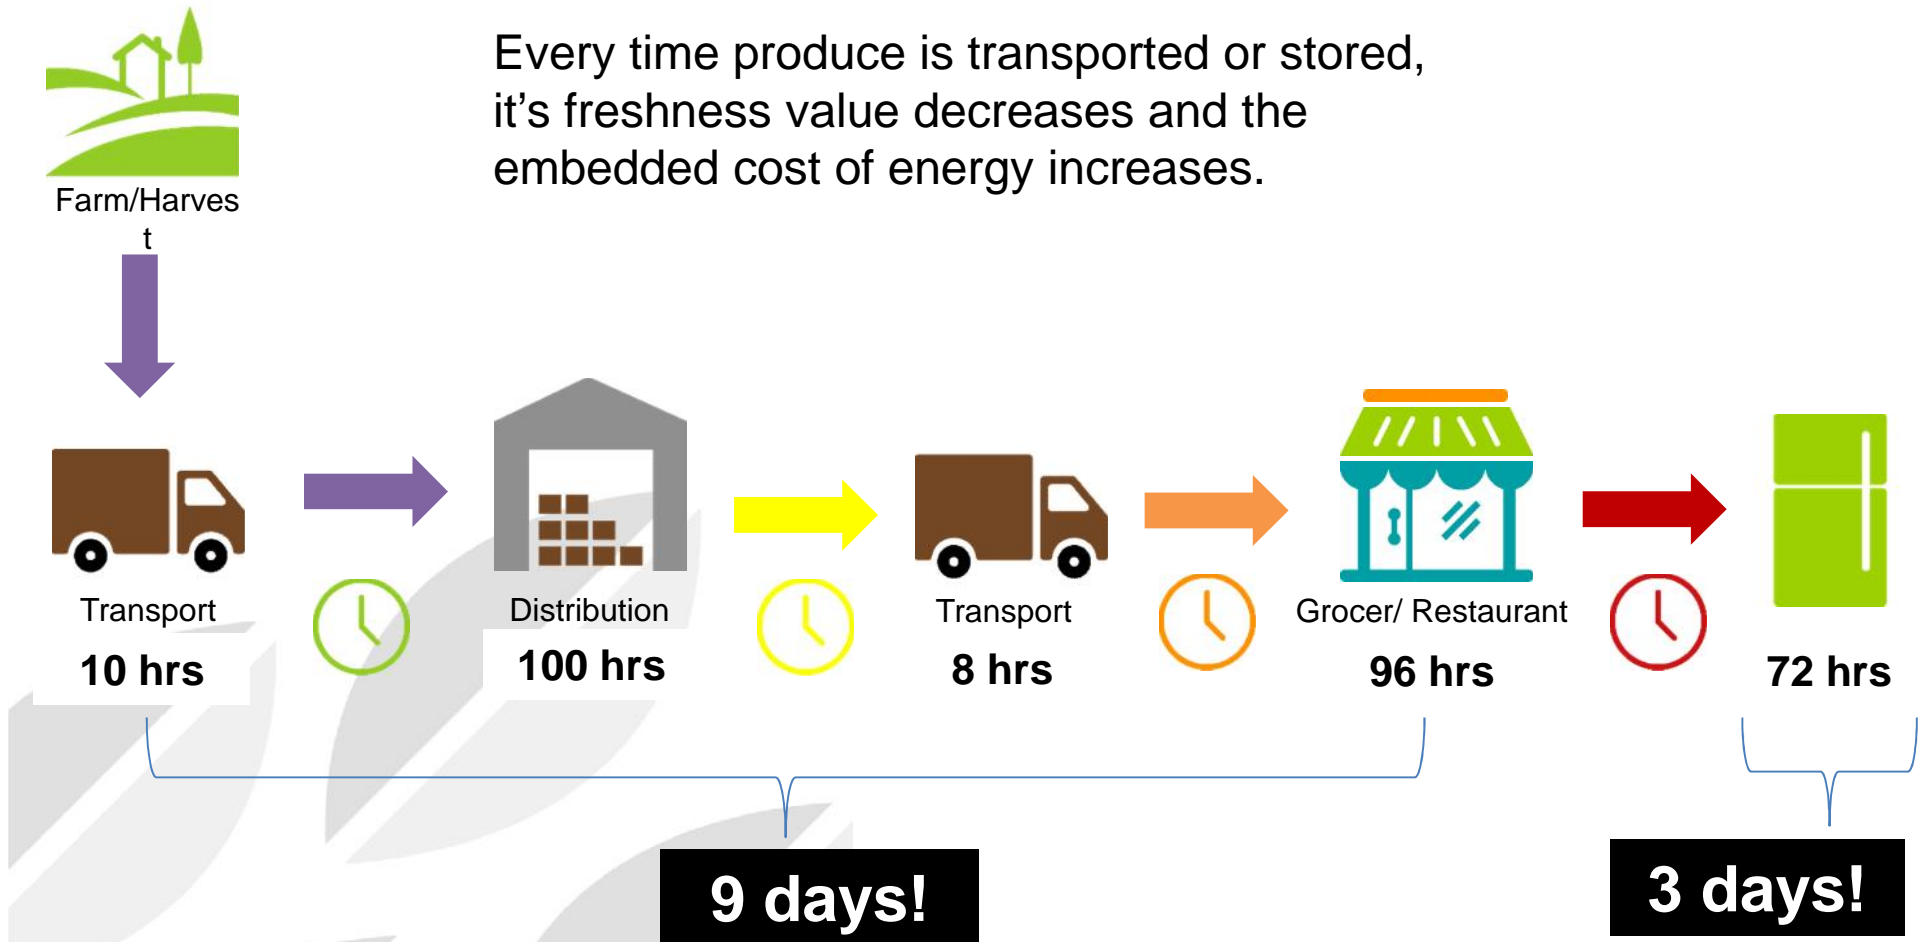 Every time produce is transported or stored,
it's freshness value decreases and the
embedded cost of energy increases.
Farm/Harves
t
Transport
10 hrs
Distribution
100 hrs
Transport
8 hrs
Grocer/ Restaurant
96 hrs
72 hrs
9 days!
3 days!